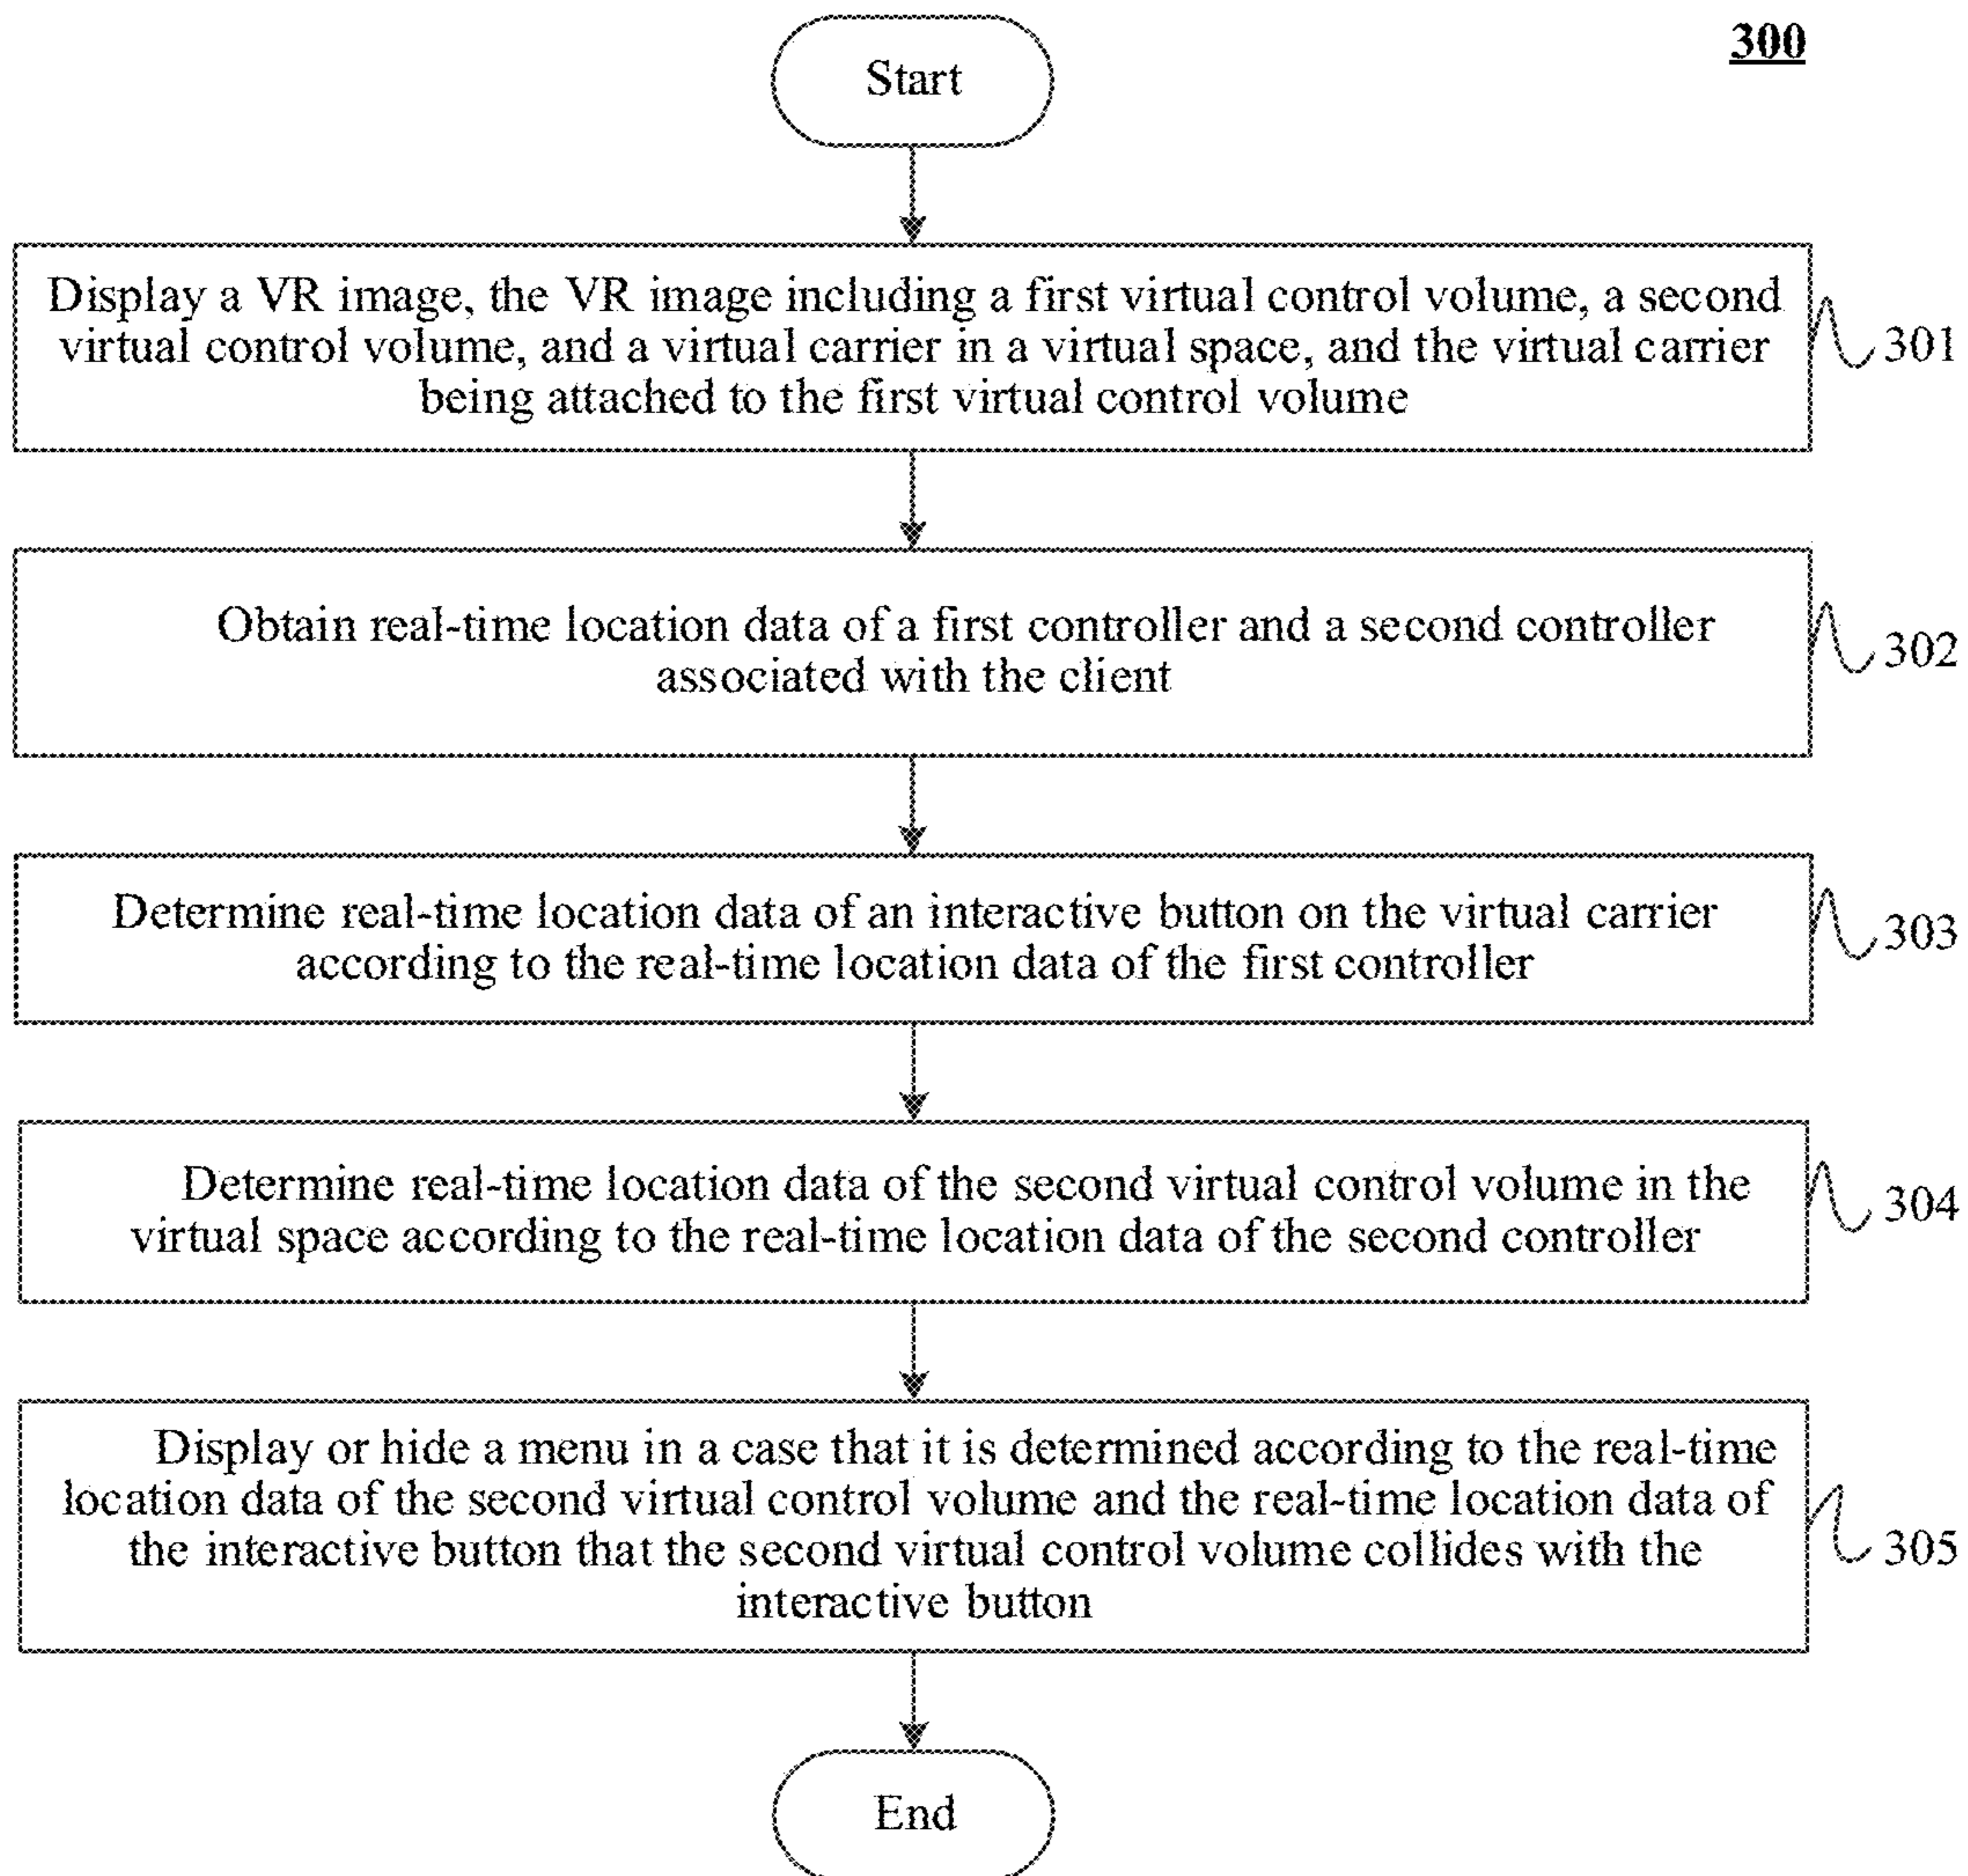 300
Start
Display a VR image, the VR image including a first virtual control volume, a second
virtual control volume, and a virtual carrier in a virtual space, and the virtual carrier
being attached to the first virtual control volume
301
Obtain real-time location data of a first controller and a second controller
associated with the client
302
Determine real-time location data of an interactive button on the virtual carrier
according to the real-time location data of the first controller
303
Determine real-time location data of the second virtual control volume in the
virtual space according to the real-time location data of the second controller
304
Display or hide a menu in a case that it is determined according to the real-time
location data of the second virtual control volume and the real-time location data of
the interactive button that the second virtual control volume collides with the
interactive button
305
End